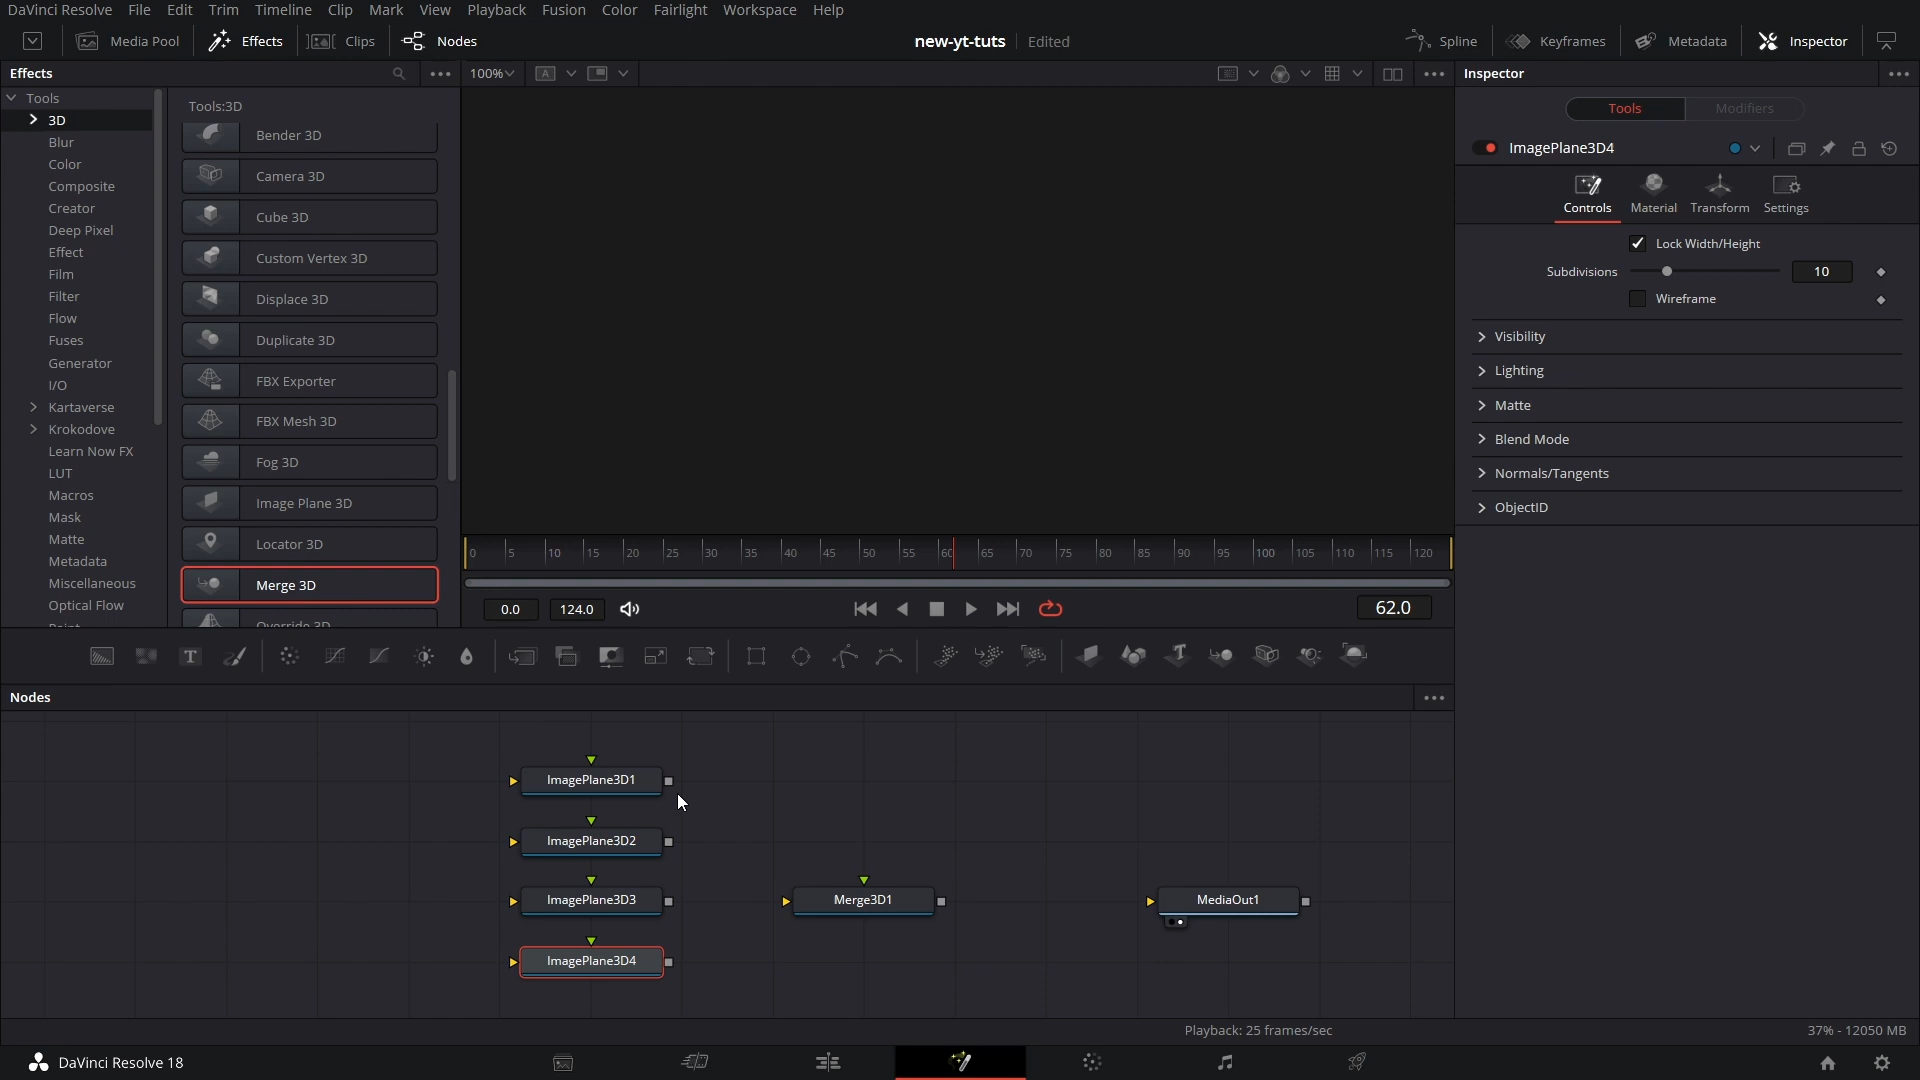 DaVinci Resolve File Edit Trim Timeline Clip Mark View Playback Fusion Color Fairlight Workspace Help
Media Pool Effects Clips Nodes new-yt-tuts Edited Spline Keyframes Metadata Inspector
Effects 100% A Inspector
Tools
3D
Blur
Color
Composite
Creator
Deep Pixel
Effect
Film
Filter
Flow
Fuses
Generator
I/O
Kartaverse
Krokodove
Learn Now FX
LUT
Macros
Mask
Matte
Metadata
Miscellaneous
Optical Flow
Tools:3D
Bender 3D
Camera 3D
Cube 3D
Custom Vertex 3D
Displace 3D
Duplicate 3D
FBX Exporter
FBX Mesh 3D
Fog 3D
Image Plane 3D
Locator 3D
Merge 3D
Override 3D
Tools Modifiers
ImagePlane3D4
Controls Material Transform Settings
Lock Width/Height
Subdivisions 10
Wireframe
Visibility
Lighting
Matte
Blend Mode
Normals/Tangents
ObjectID
0 5 10 15 20 25 30 35 40 45 50 55 60 65 70 75 80 85 90 95 100 105 110 115 120
0.0 124.0 62.0
T T
Nodes
ImagePlane3D1
ImagePlane3D2
ImagePlane3D3 Merge3D1 MediaOut1
ImagePlane3D4
Playback: 25 frames/sec 37% - 12050 MB
DaVinci Resolve 18